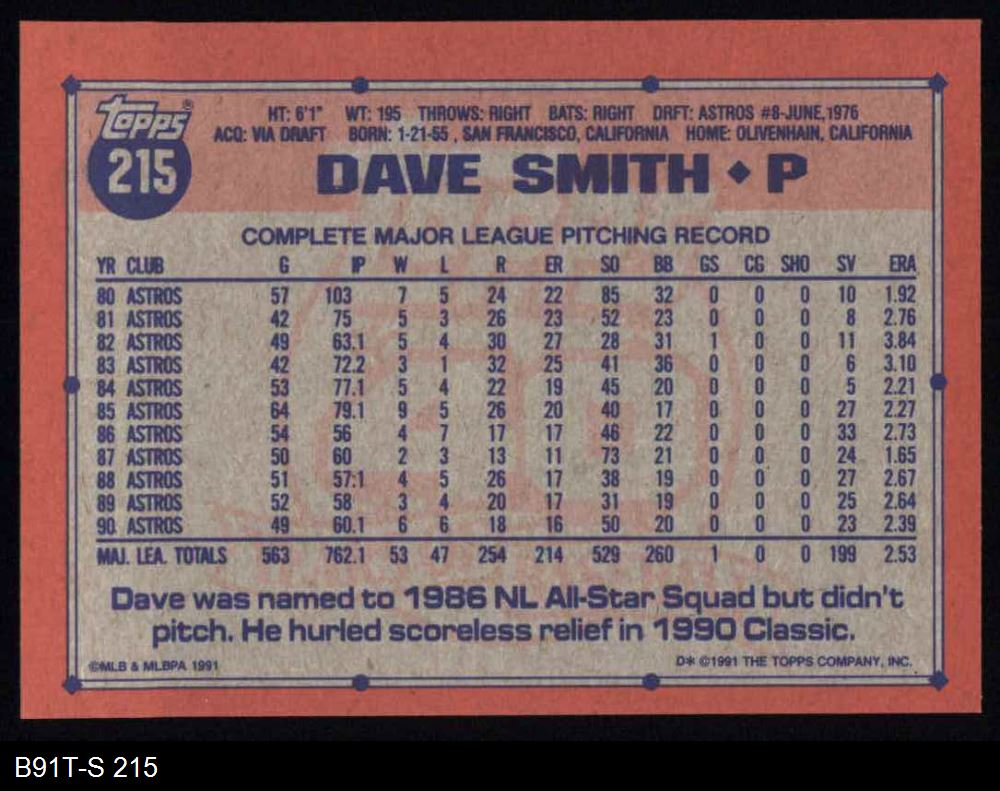 Topps®
215
HT: 6'1" WT: 195 THROWS: RIGHT BATS: RIGHT DRFT: ASTROS #8-JUNE,1976
ACQ: VIA DRAFT BORN: 1-21-55 , SAN FRANCISCO, CALIFORNIA HOME: OLIVENHAIN, CALIFORNIA
DAVE SMITH ◆ P
COMPLETE MAJOR LEAGUE PITCHING RECORD
YR CLUB G IP W L R ER SO BB GS CG SHO SV ERA
80 ASTROS 57 103 7 5 24 22 85 32 0 0 0 10 1.92
81 ASTROS 42 75 5 3 26 23 52 23 0 0 0 8 2.76
82 ASTROS 49 63.1 5 4 30 27 28 31 1 0 0 11 3.84
83 ASTROS 42 72.2 3 1 32 25 41 36 0 0 0 6 3.10
84 ASTROS 53 77.1 5 4 22 19 45 20 0 0 0 5 2.21
85 ASTROS 64 79.1 9 5 26 20 40 17 0 0 0 27 2.27
86 ASTROS 54 56 4 7 17 17 46 22 0 0 0 33 2.73
87 ASTROS 50 60 2 3 13 11 73 21 0 0 0 24 1.65
88 ASTROS 51 57.1 4 5 26 17 38 19 0 0 0 27 2.67
89 ASTROS 52 58 3 4 20 17 31 19 0 0 0 25 2.64
90 ASTROS 49 60.1 6 6 18 16 50 20 0 0 0 23 2.39
MAJ. LEA. TOTALS 563 762.1 53 47 254 214 529 260 1 0 0 199 2.53
Dave was named to 1986 NL All-Star Squad but didn't
pitch. He hurled scoreless relief in 1990 Classic.
©MLB & MLBPA 1991
D* ©1991 THE TOPPS COMPANY, INC.
B91T-S 215